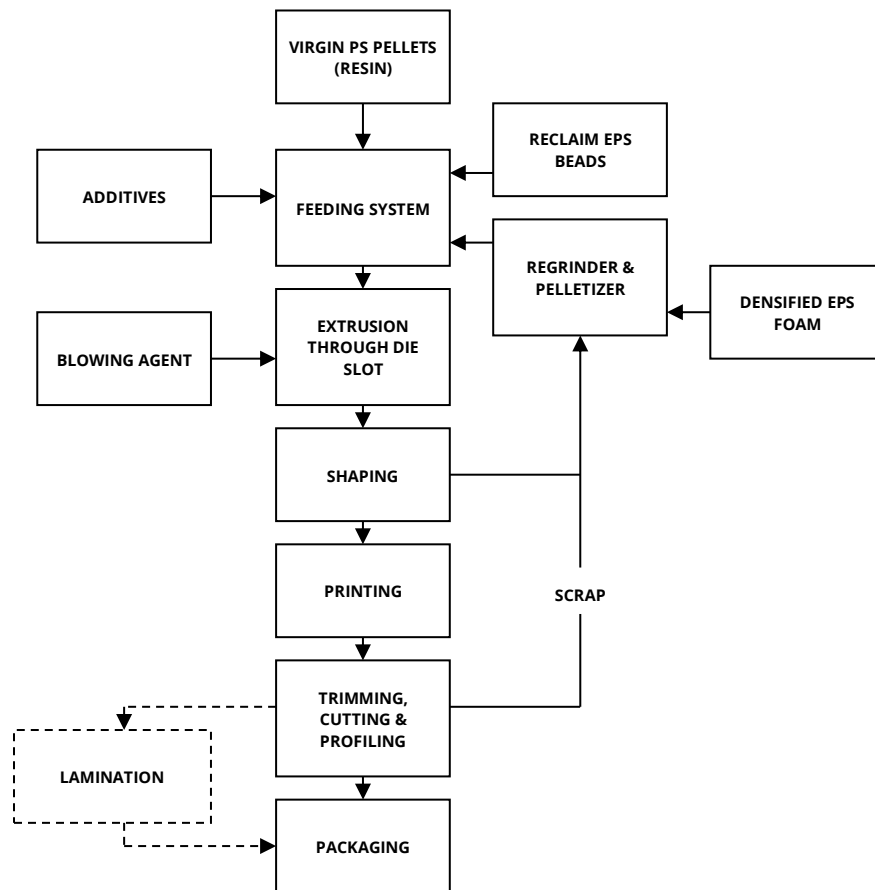 VIRGIN PS PELLETS
(RESIN)
RECLAIM EPS
BEADS
ADDITIVES
FEEDING SYSTEM
REGRINDER &
PELLETIZER
DENSIFIED EPS
FOAM
BLOWING AGENT
EXTRUSION
THROUGH DIE
SLOT
SHAPING
PRINTING
SCRAP
TRIMMING,
CUTTING &
PROFILING
LAMINATION
PACKAGING